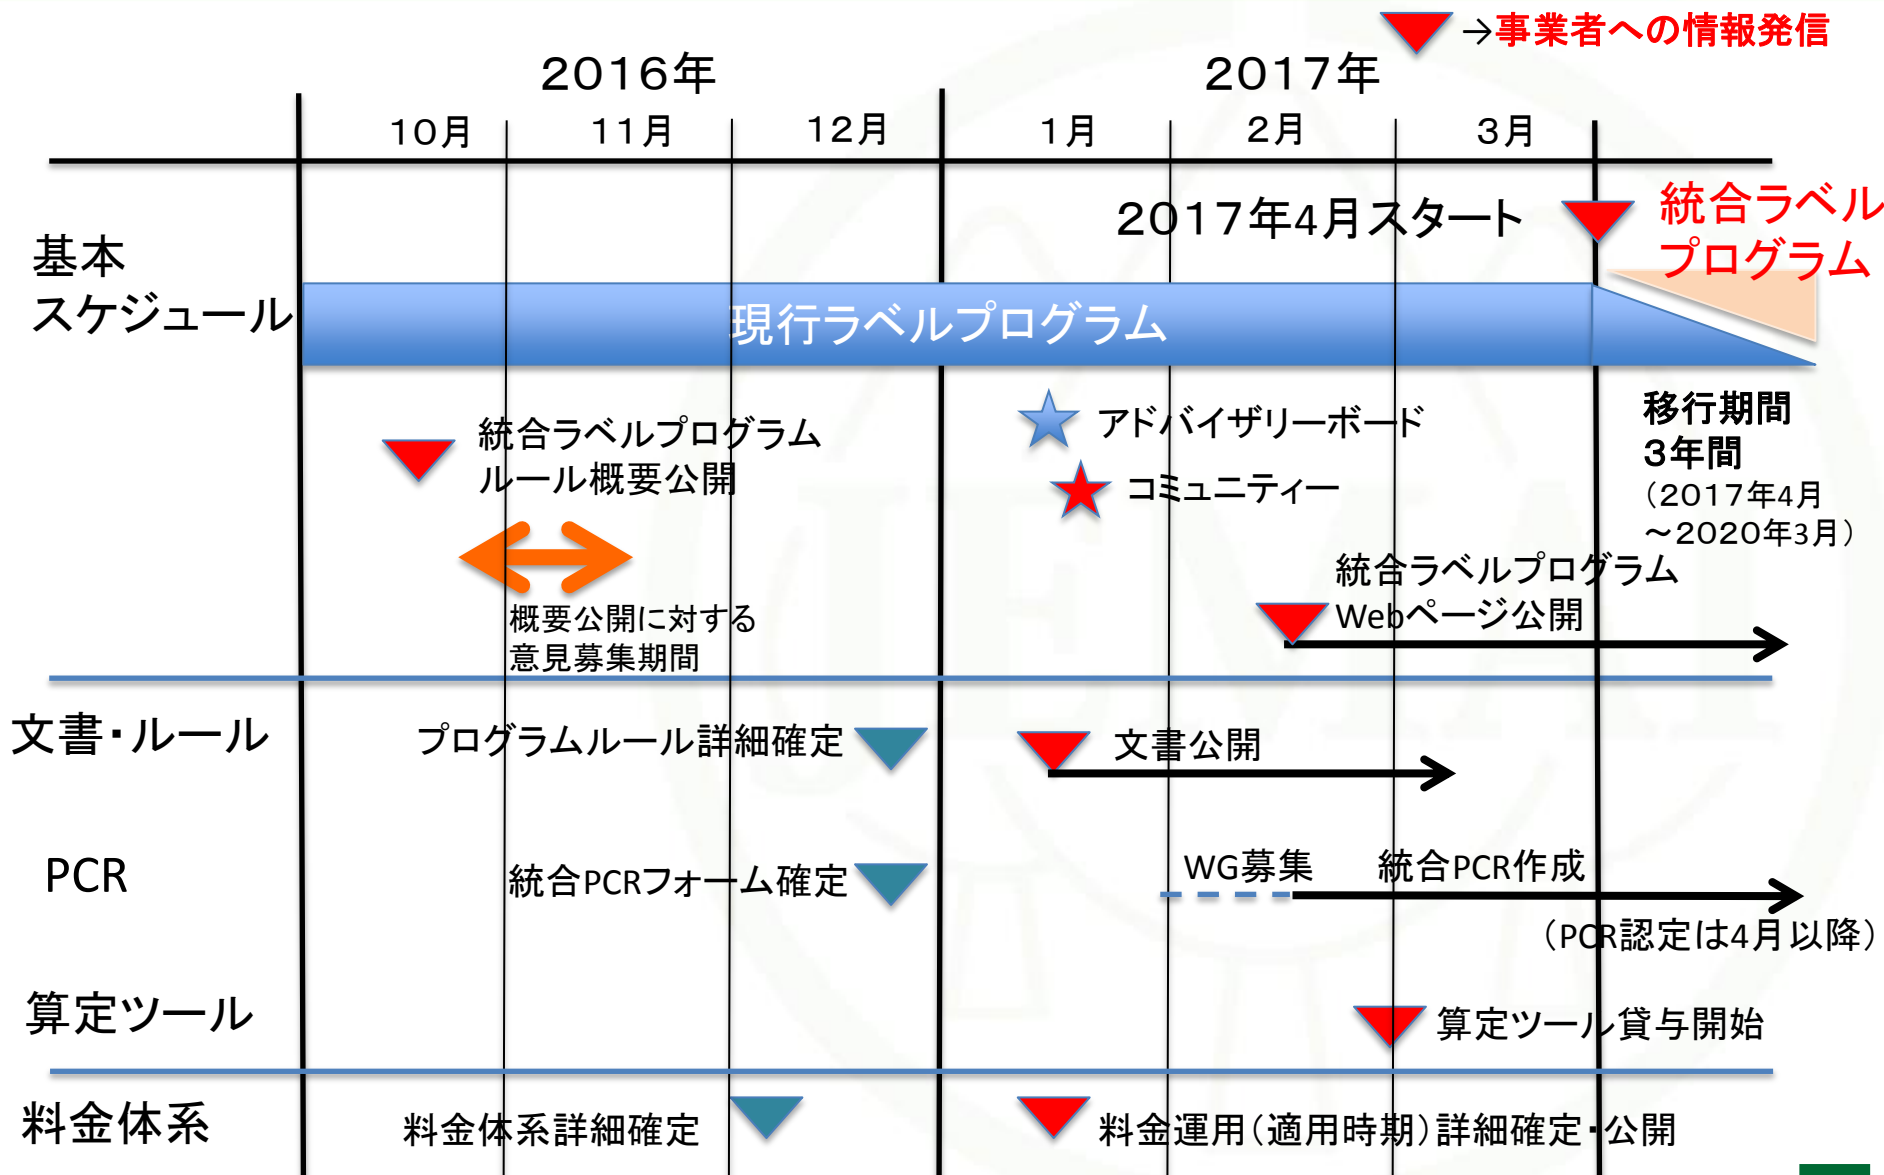 →事業者への情報発信
２０１６年
２０１７年
１０月
１１月
１２月
１月
２月
３月
２０１７年4月スタート
統合ラベル
プログラム
基本
スケジュール
現行ラベルプログラム
統合ラベルプログラム
ルール概要公開
アドバイザリーボード
コミュニティー
移行期間
３年間
（２０１７年4月
～２０２０年3月）
概要公開に対する
意見募集期間
統合ラベルプログラム
Webページ公開
文書・ルール
プログラムルール詳細確定
文書公開
PCR
統合PCRフォーム確定
WG募集
統合PCR作成
（PCR認定は4月以降）
算定ツール
算定ツール貸与開始
料金体系
料金体系詳細確定
料金運用（適用時期）詳細確定・公開
JEMAI